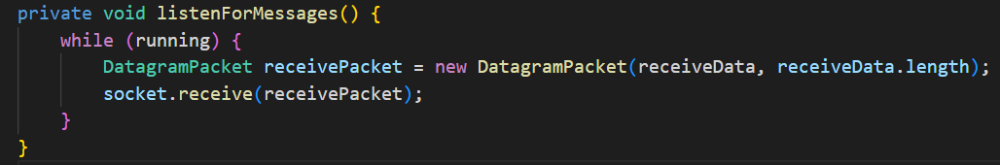 private void listenForMessages() {
    while (running) {
        DatagramPacket receivePacket = new DatagramPacket(receiveData, receiveData.length);
        socket.receive(receivePacket);
    }
}